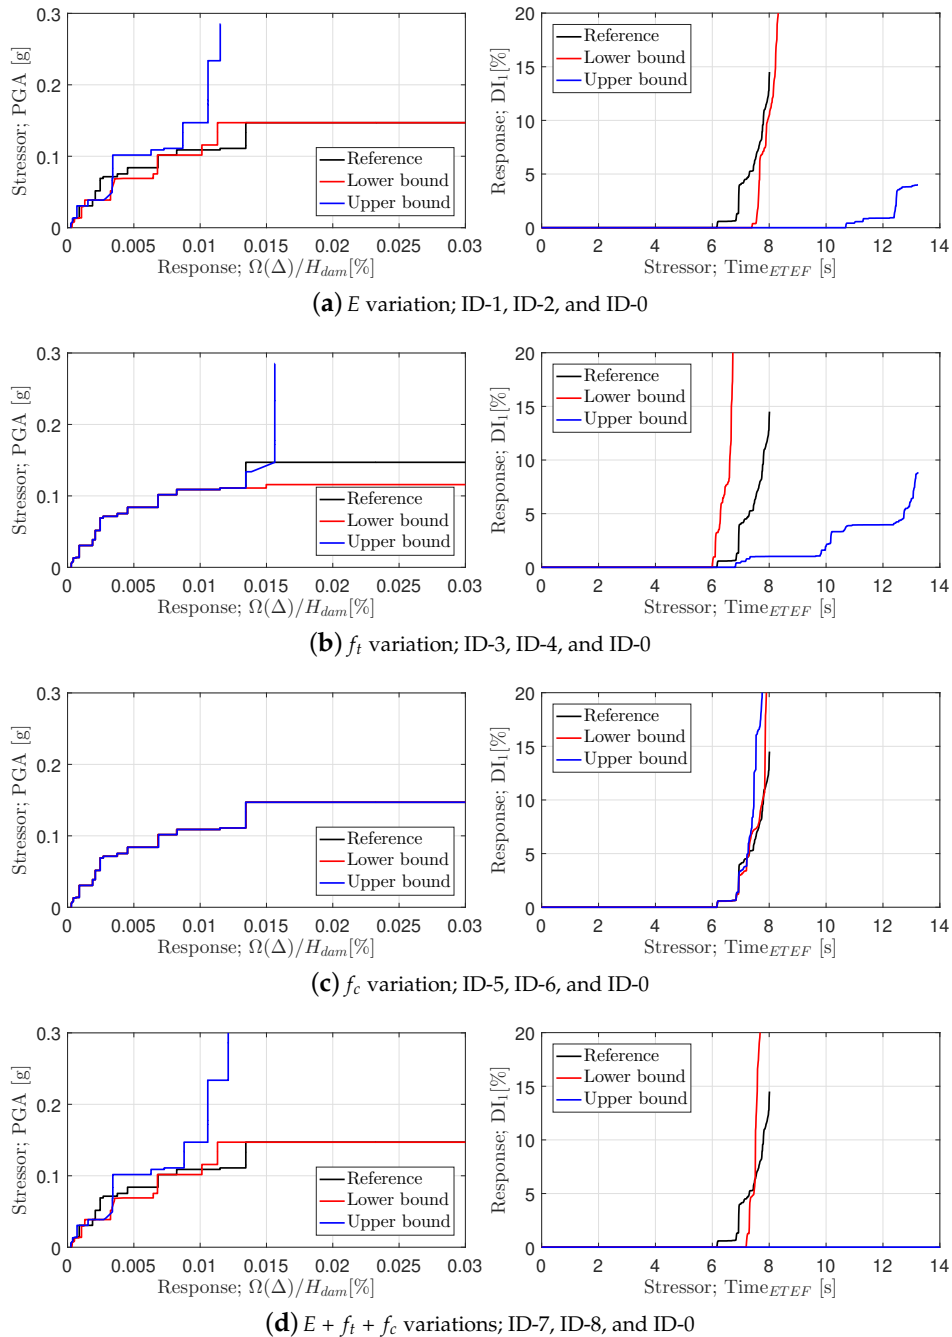 0.3
0.2
0.1
0
Stressor; PGA [g]
Reference
Lower bound
Upper bound
0 0.005 0.01 0.015 0.02 0.025 0.03
Response; Ω(Δ)/H_dam[%]
20
15
10
5
0
Response; DI₁[%]
Reference
Lower bound
Upper bound
0 2 4 6 8 10 12 14
Stressor; Time_ETEF [s]
(a) E variation; ID-1, ID-2, and ID-0
0.3
0.2
0.1
0
Stressor; PGA [g]
Reference
Lower bound
Upper bound
0 0.005 0.01 0.015 0.02 0.025 0.03
Response; Ω(Δ)/H_dam[%]
20
15
10
5
0
Response; DI₁[%]
Reference
Lower bound
Upper bound
0 2 4 6 8 10 12 14
Stressor; Time_ETEF [s]
(b) f_t variation; ID-3, ID-4, and ID-0
0.3
0.2
0.1
0
Stressor; PGA [g]
Reference
Lower bound
Upper bound
0 0.005 0.01 0.015 0.02 0.025 0.03
Response; Ω(Δ)/H_dam[%]
20
15
10
5
0
Response; DI₁[%]
Reference
Lower bound
Upper bound
0 2 4 6 8 10 12 14
Stressor; Time_ETEF [s]
(c) f_c variation; ID-5, ID-6, and ID-0
0.3
0.2
0.1
0
Stressor; PGA [g]
Reference
Lower bound
Upper bound
0 0.005 0.01 0.015 0.02 0.025 0.03
Response; Ω(Δ)/H_dam[%]
20
15
10
5
0
Response; DI₁[%]
Reference
Lower bound
Upper bound
0 2 4 6 8 10 12 14
Stressor; Time_ETEF [s]
(d) E + f_t + f_c variations; ID-7, ID-8, and ID-0